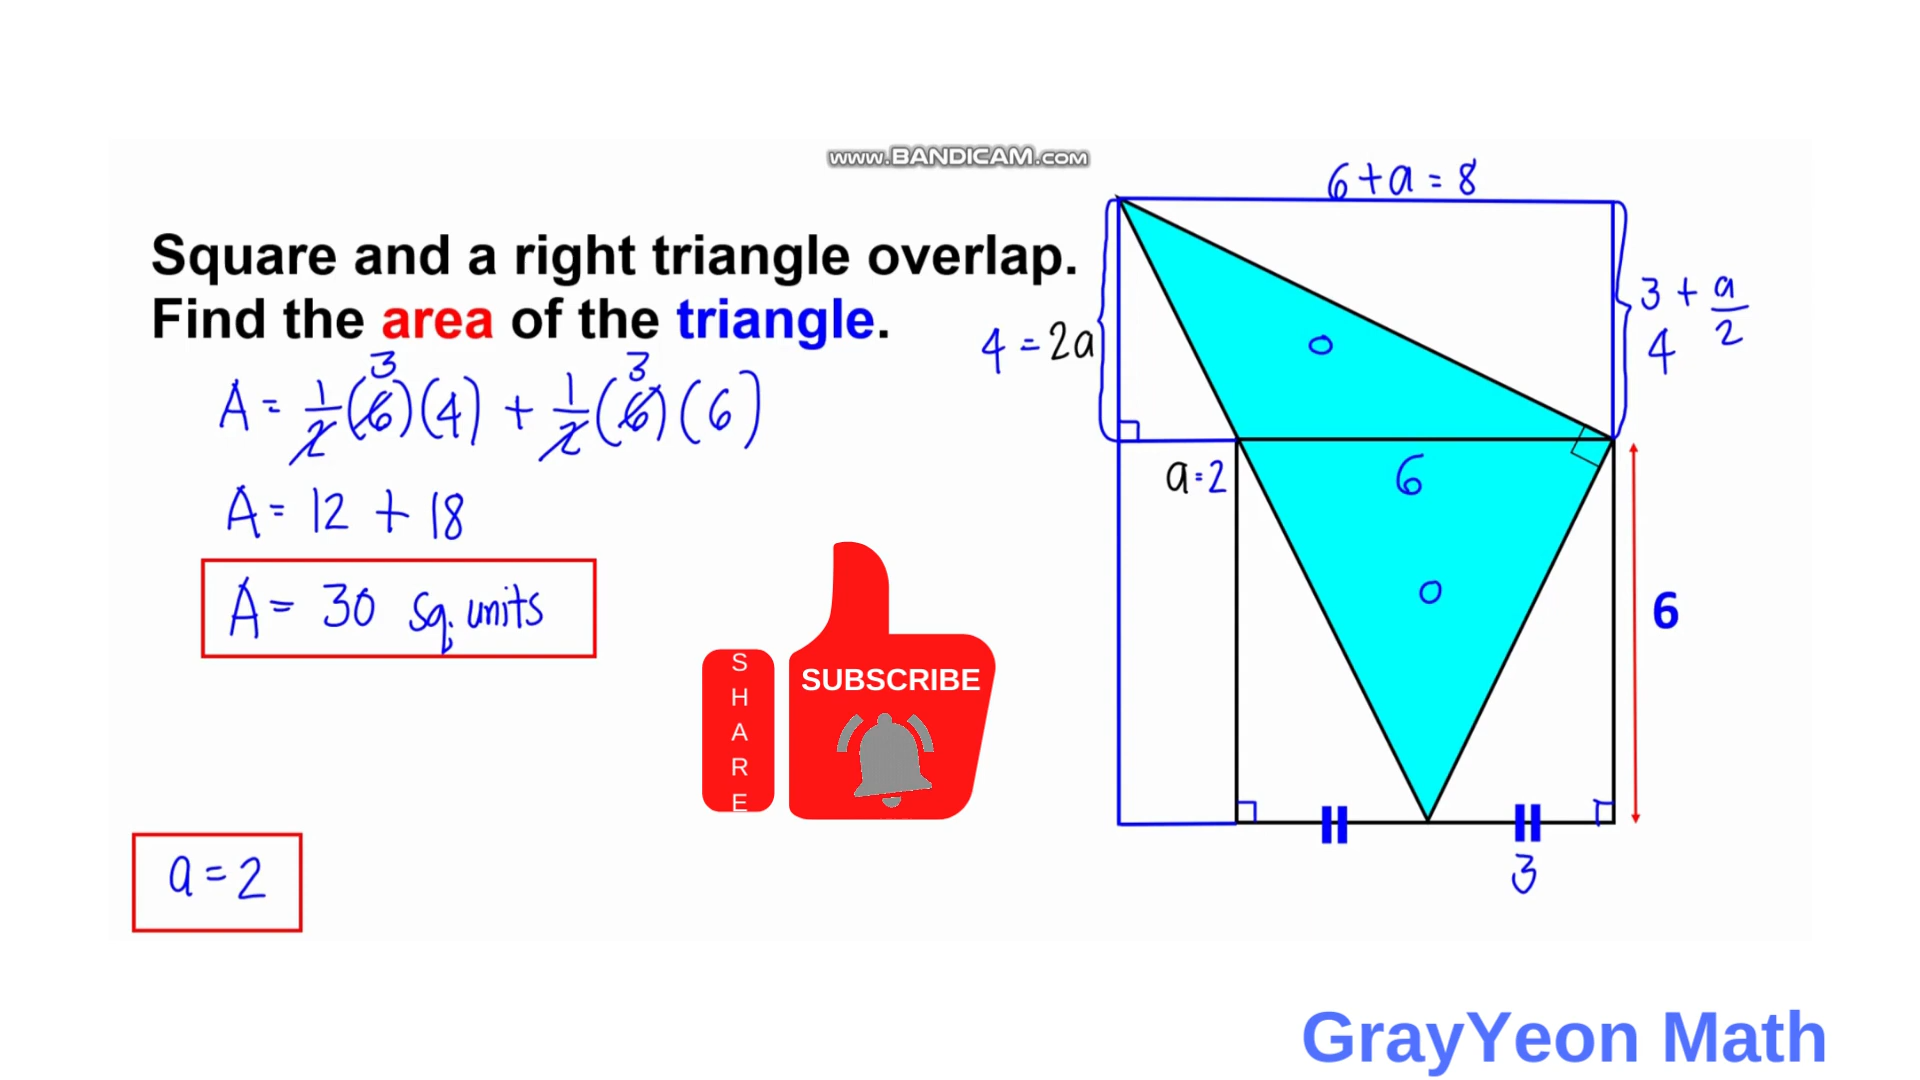 www.BANDICAM.com
6+a=8
Square and a right triangle overlap.
Find the area of the triangle.
3 + a/2
4
4 = 2a
3 3
A = 1/2 (6)(4) + 1/2 (6)(6)
a=2
6
A = 12 + 18
A = 30 sq. units
6
SHARE
SUBSCRIBE
3
a = 2
GrayYeon Math